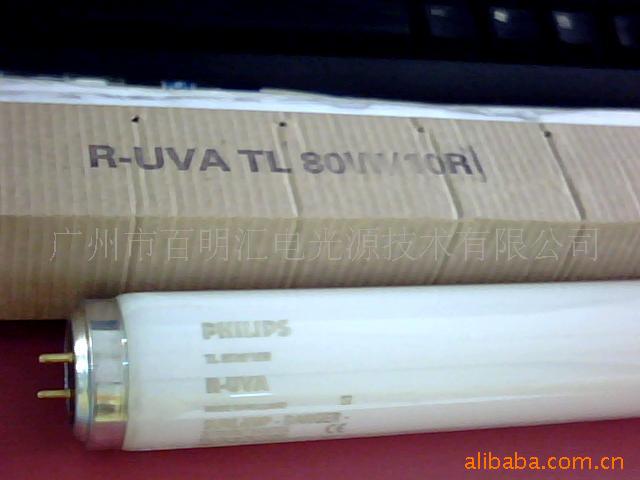 R-UVA TL 80W/10R
广州市百明汇电光源技术有限公司
PHILIPS
R-UVA
CE
alibaba.com.cn